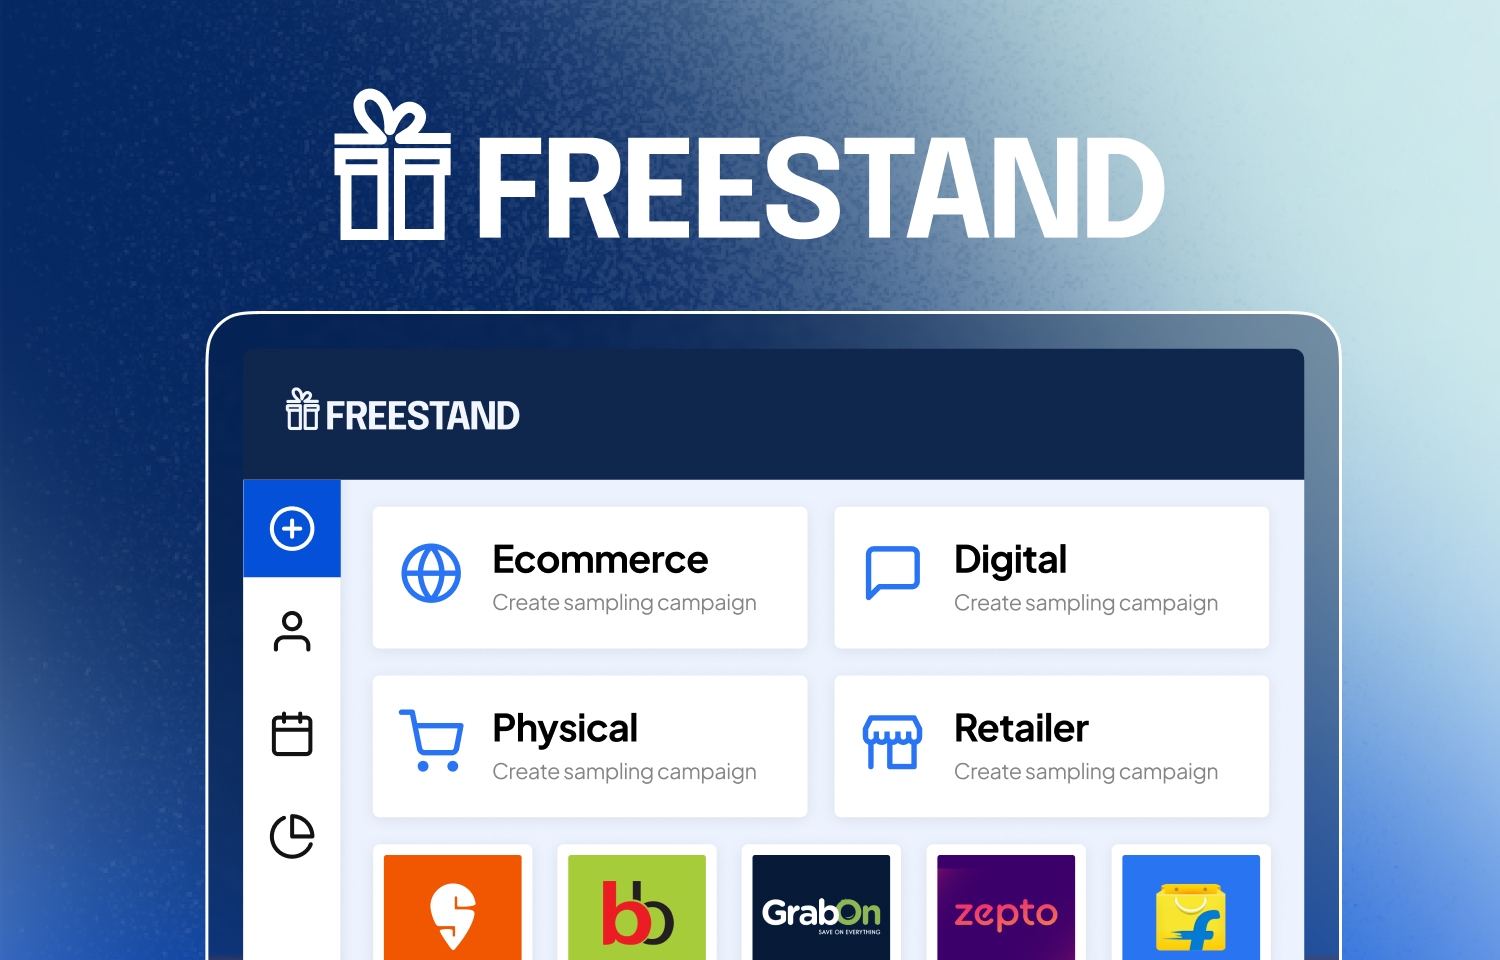 FREESTAND
FREESTAND
Ecommerce
Create sampling campaign
Digital
Create sampling campaign
Physical
Create sampling campaign
Retailer
Create sampling campaign
bb
GrabOn
SAVE ON EVERYTHING
zepto
f